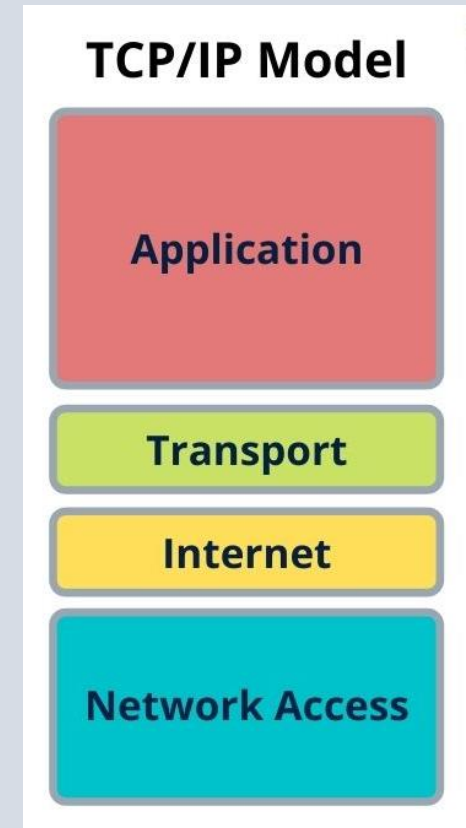 TCP/IP Model
Application
Transport
Internet
Network Access